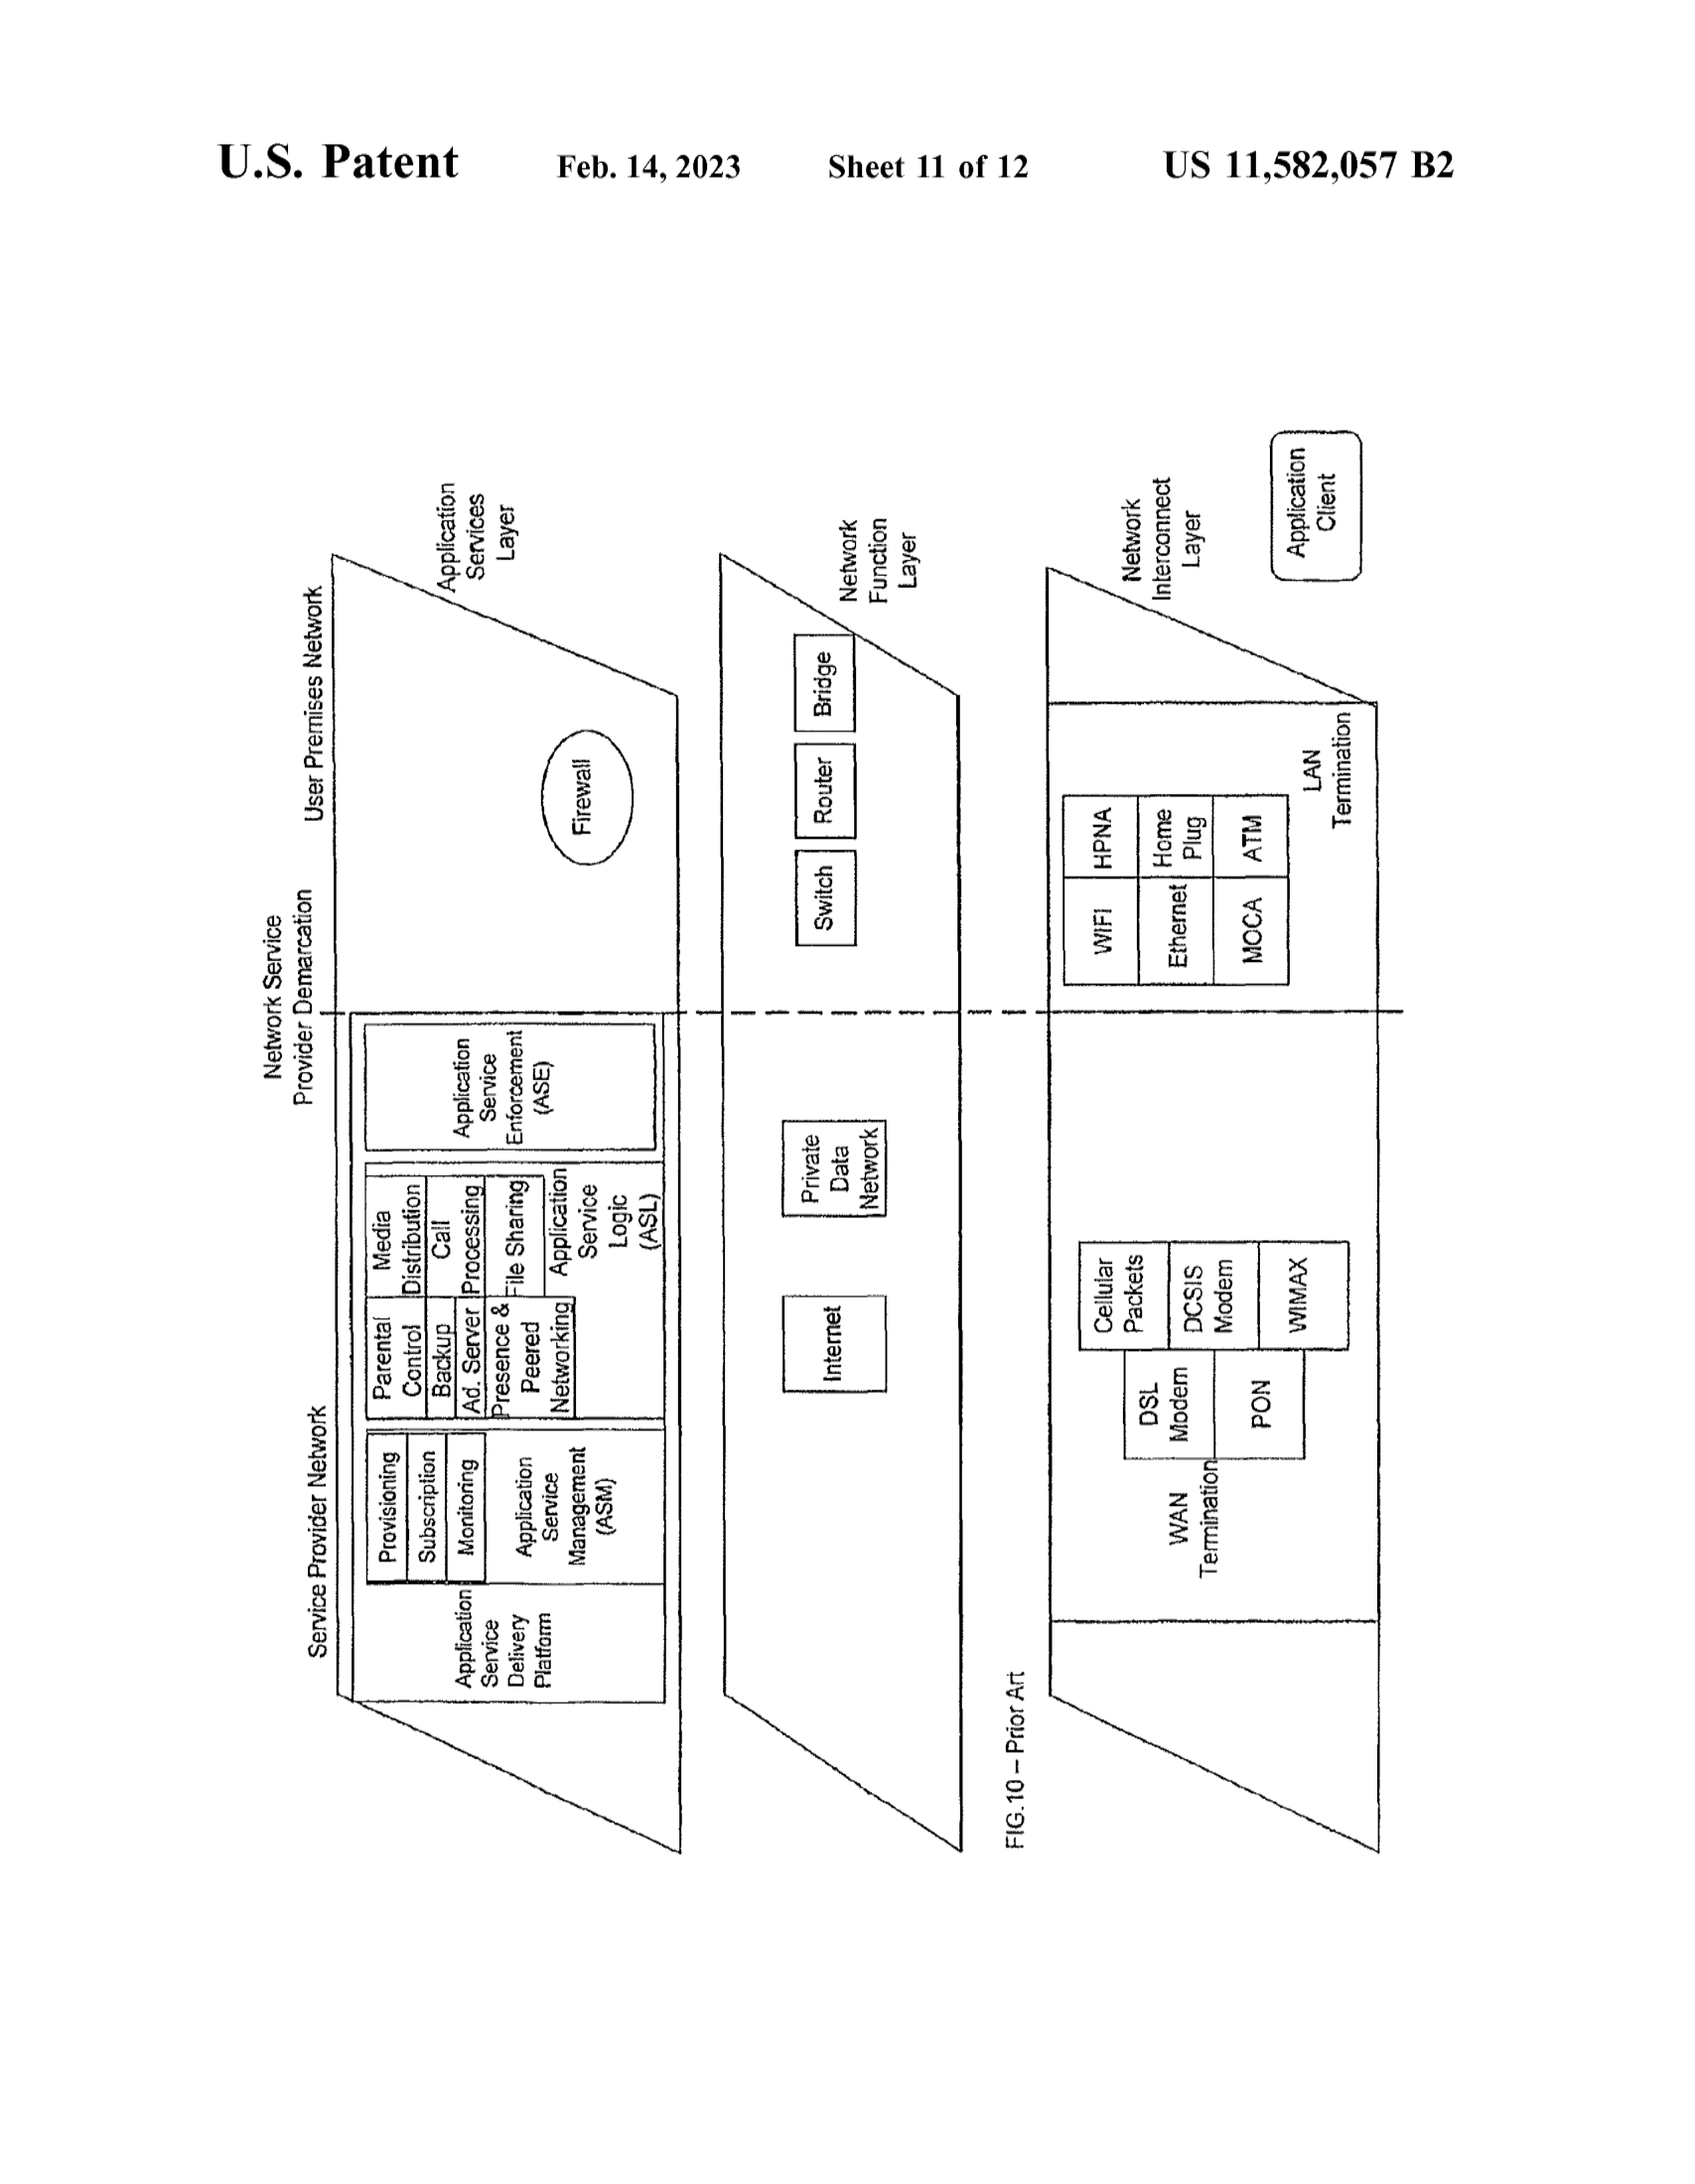 U.S. Patent
Feb. 14, 2023
Sheet 11 of 12
US 11,582,057 B2
Network Service
Provider Demarcation
Service Provider Network
User Premises Network
Application
Service
Delivery
Platform
Provisioning
Subscription
Monitoring
Application
Service
Management
(ASM)
Parental
Control
Backup
Ad. Server
Presence &
Peered
Networking
Media
Distribution
Call
Processing
File Sharing
Application
Service
Logic
(ASL)
Application
Service
Enforcement
(ASE)
Firewall
Application
Services
Layer
Internet
Private
Data
Network
Switch
Router
Bridge
Network
Function
Layer
FIG.10 – Prior Art
WAN
Termination
DSL
Modem
PON
Cellular
Packets
DCSIS
Modem
WIMAX
WIFI
HPNA
Ethernet
Home
Plug
MOCA
ATM
LAN
Termination
Network
Interconnect
Layer
Application
Client